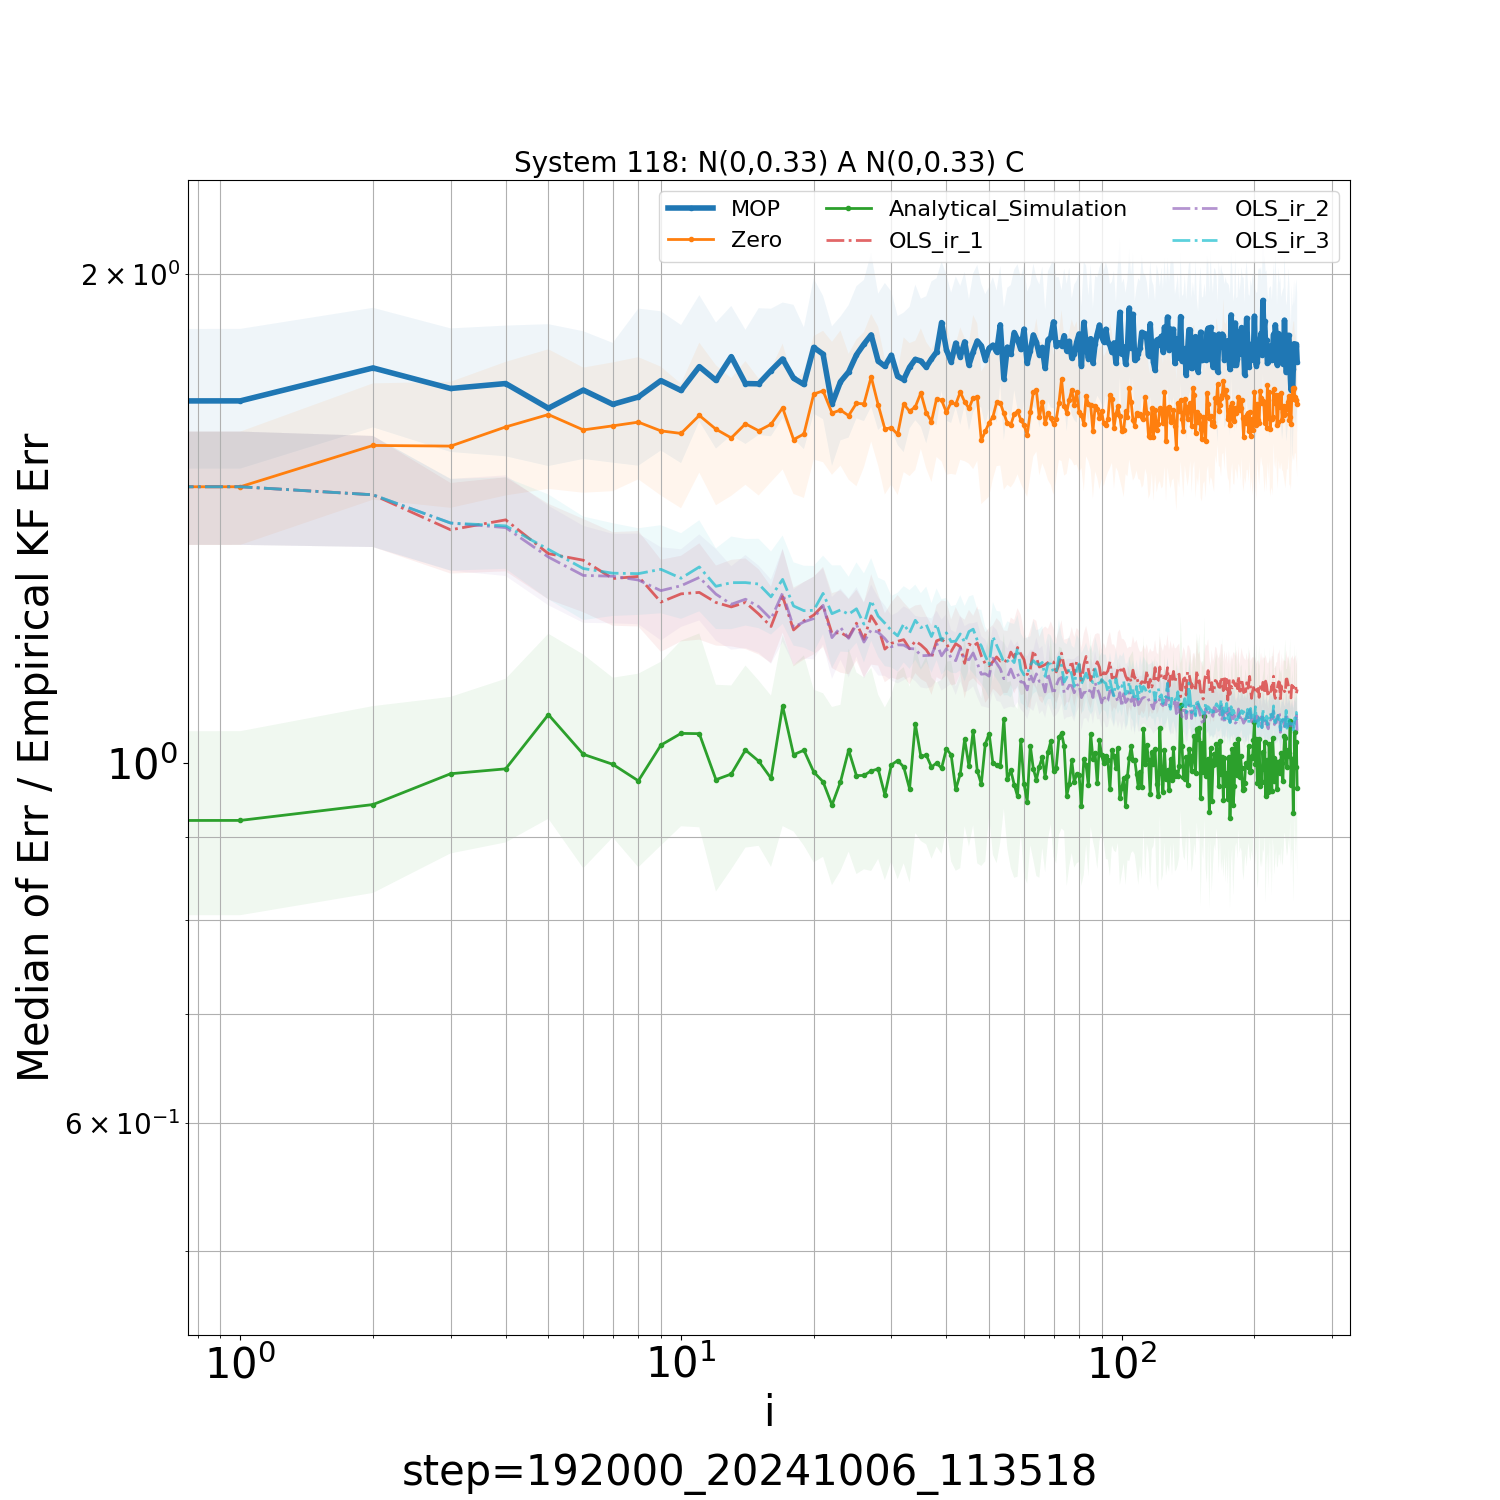 System 118: N(0,0.33) A N(0,0.33) C
MOP
Zero
Analytical_Simulation
OLS_ir_1
OLS_ir_2
OLS_ir_3
Median of Err / Empirical KF Err
2 × 10⁰
10⁰
6 × 10⁻¹
10⁰ 10¹ 10²
i
step=192000_20241006_113518